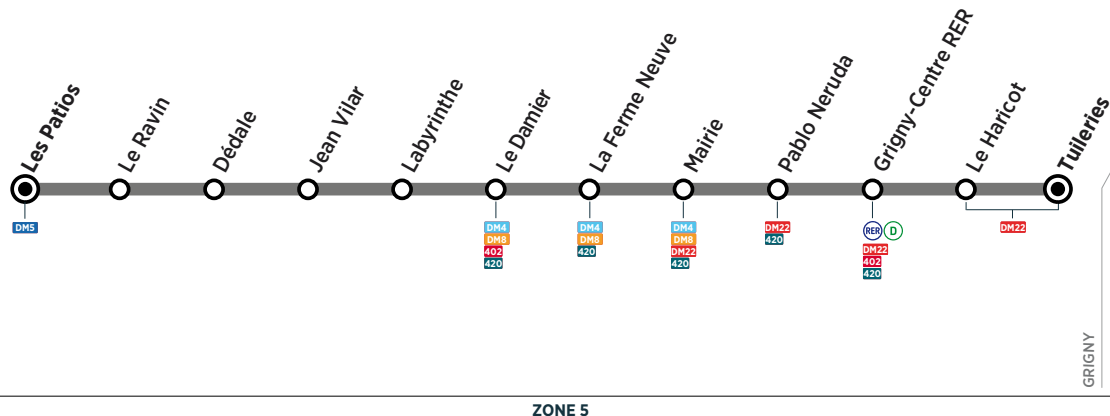 Les Patios
Le Ravin
Dédale
Jean Vilar
Labyrinthe
Le Damier
La Ferme Neuve
Mairie
Pablo Neruda
Grigny-Centre RER
Le Haricot
Tuileries
DM5
DM4
DM8
402
420
DM4
DM8
420
DM4
DM8
DM22
420
DM22
420
RER D
DM22
402
420
DM22
GRIGNY
ZONE 5